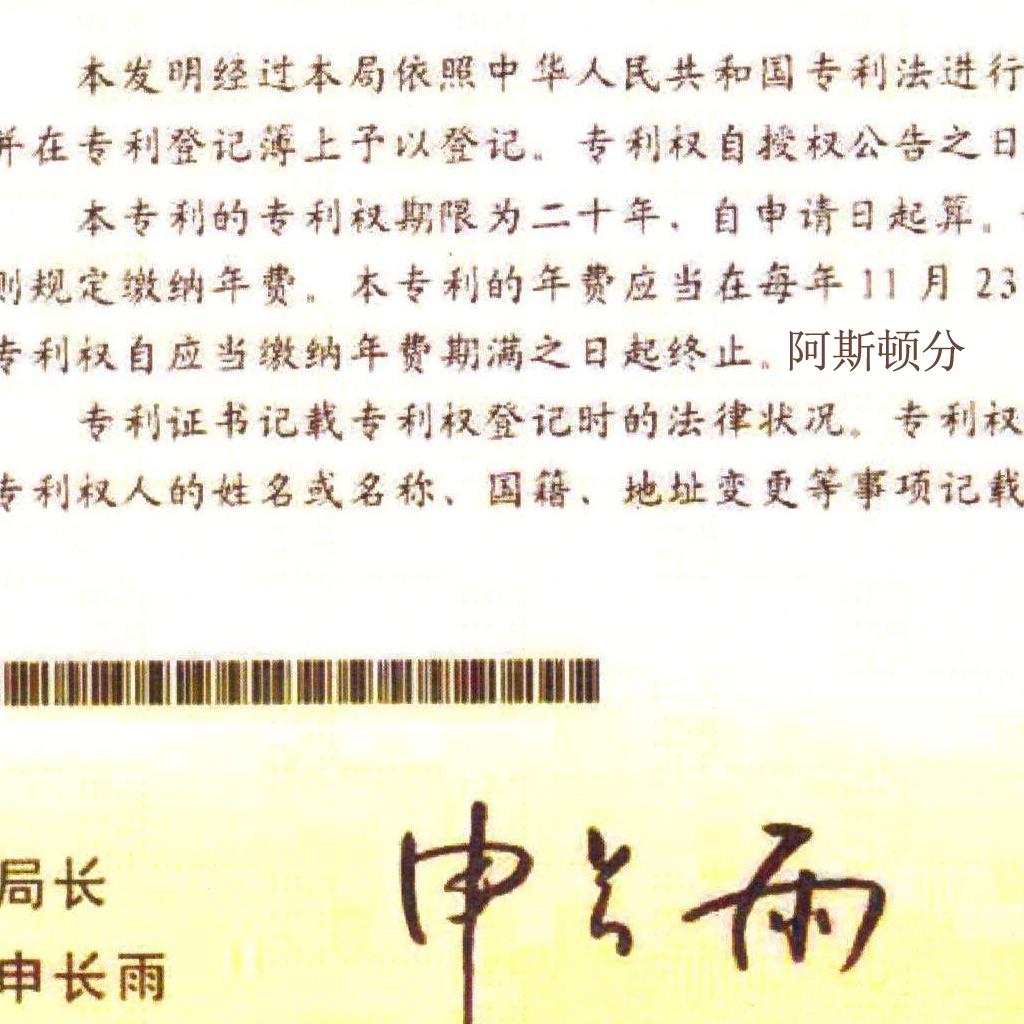 本发明经过本局依照中华人民共和国专利法进行
并在专利登记簿上予以登记。专利权自授权公告之日
本专利的专利权期限为二十年、自申请日起算。
则规定缴纳年费。本专利的年费应当在每年 11 月 23
专利权自应当缴纳年费期满之日起终止。阿斯顿分
专利证书记载专利权登记时的法律状况。专利权
专利权人的姓名或名称、国籍、地址变更等事项记载
申长雨
局长
申长雨